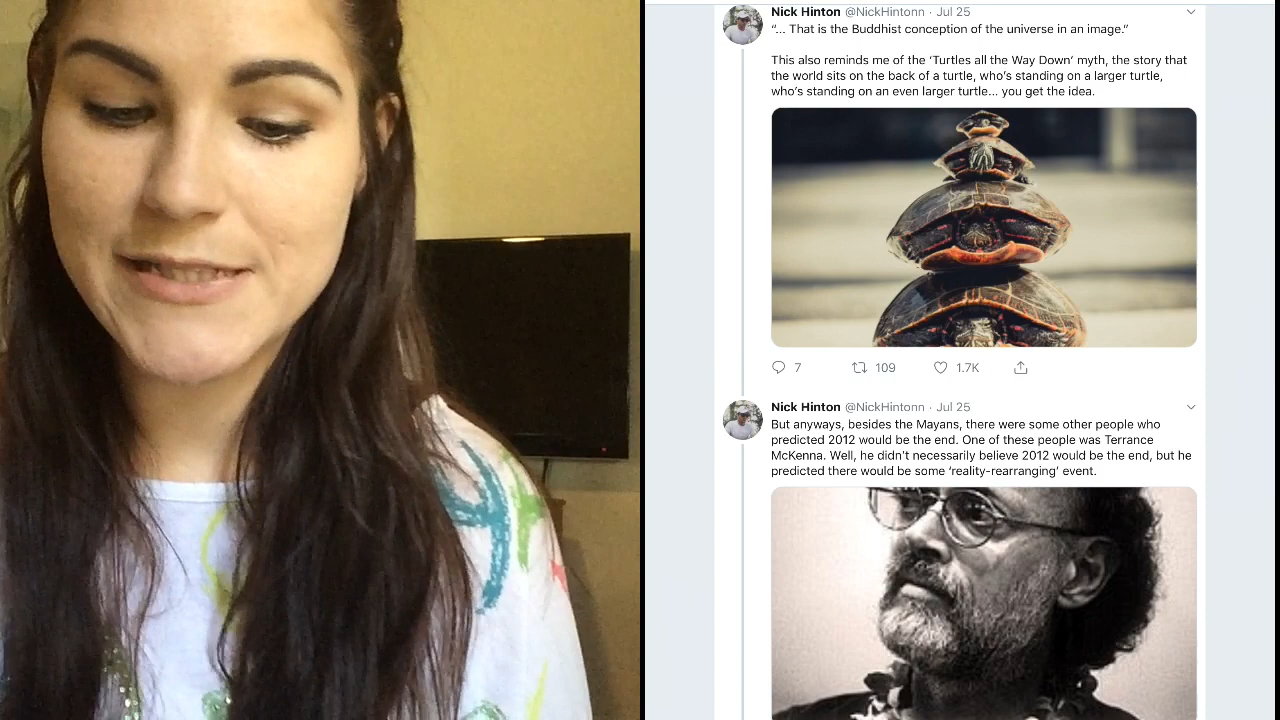 Nick Hinton @NickHintonn · Jul 25
“... That is the Buddhist conception of the universe in an image.”
This also reminds me of the ‘Turtles all the Way Down’ myth, the story that
the world sits on the back of a turtle, who’s standing on a larger turtle,
who’s standing on an even larger turtle... you get the idea.
7 109 1.7K
Nick Hinton @NickHintonn · Jul 25
But anyways, besides the Mayans, there were some other people who
predicted 2012 would be the end. One of these people was Terrance
McKenna. Well, he didn’t necessarily believe 2012 would be the end, but he
predicted there would be some ‘reality-rearranging’ event.